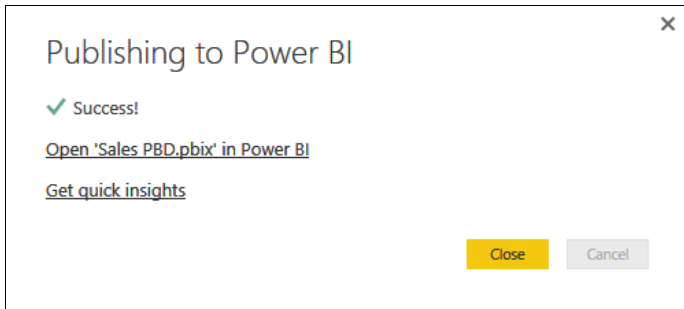 Publishing to Power BI
Success!
Open 'Sales PBD.pbix' in Power BI
Get quick insights
Close Cancel